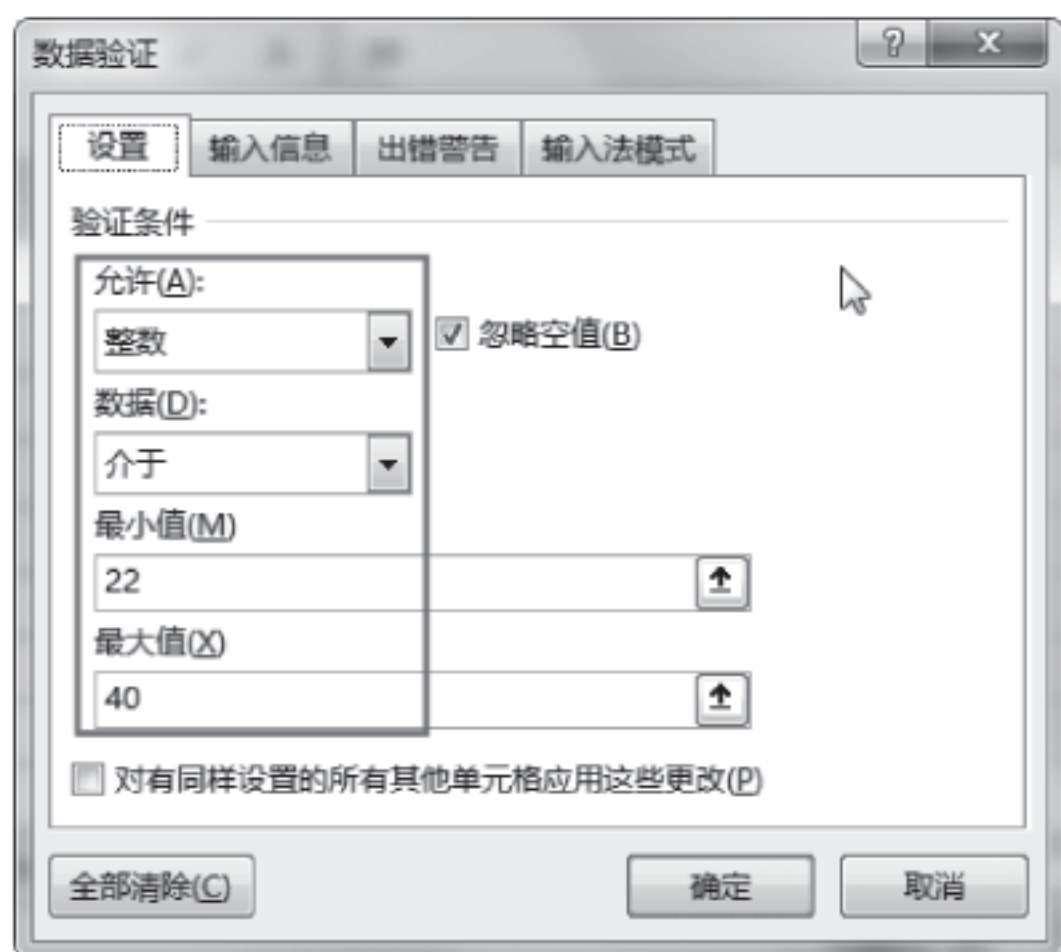 数据验证
设置 输入信息 出错警告 输入法模式
验证条件
允许(A):
整数
忽略空值(B)
数据(D):
介于
最小值(M)
22
最大值(X)
40
对有同样设置的所有其他单元格应用这些更改(P)
全部清除(C) 确定 取消